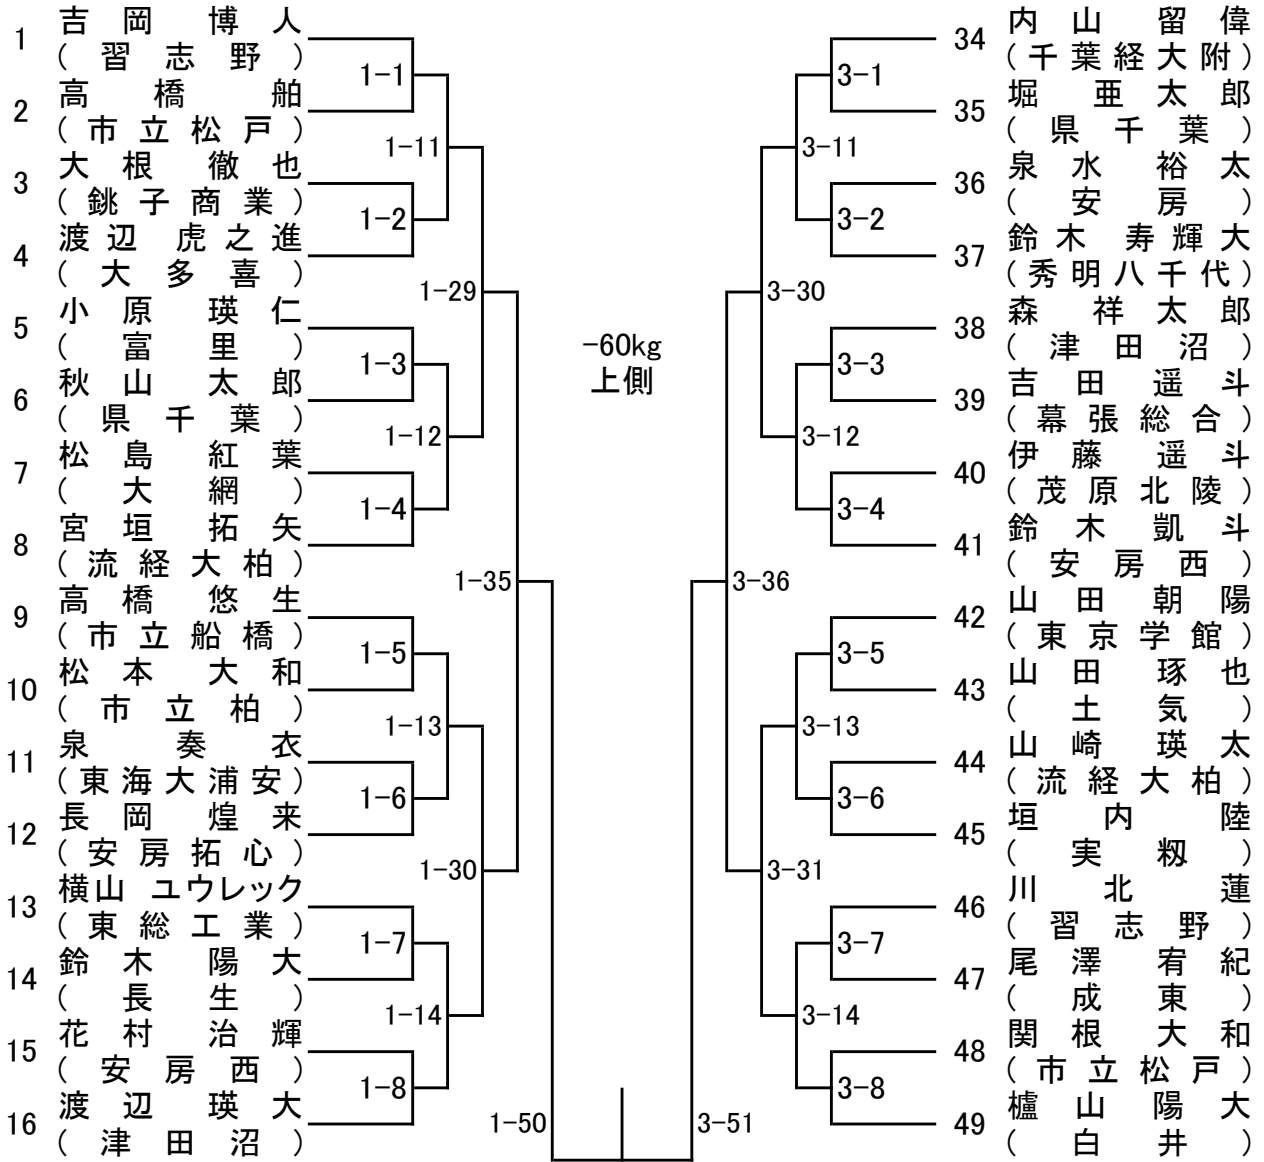 1 吉岡 博人
(習志野)
1-1
2 高橋 舶
(市立松戸)
1-11
3 大根 徹也
(銚子商業)
1-2
4 渡辺 虎之進
(大多喜)
1-29
5 小原 瑛仁
(富里)
1-3
6 秋山 太郎
(県千葉)
1-12
7 松島 紅葉
(大網)
1-4
8 宮垣 拓矢
(流経大柏)
1-35
9 高橋 悠生
(市立船橋)
1-5
10 松本 大和
(市立柏)
1-13
11 泉 奏衣
(東海大浦安)
1-6
12 長岡 煌来
(安房拓心)
1-30
13 横山 ユウレック
(東総工業)
1-7
14 鈴木 陽大
(長生)
1-14
15 花村 治輝
(安房西)
1-8
16 渡辺 瑛大
(津田沼)
1-50
-60kg
上側
34 内山 留偉
(千葉経大附)
3-1
35 堀 亜太郎
(県千葉)
3-11
36 泉水 裕太
(安房)
3-2
37 鈴木 寿輝大
(秀明八千代)
3-30
38 森 祥太郎
(津田沼)
3-3
39 吉田 遥斗
(幕張総合)
3-12
40 伊藤 遥斗
(茂原北陵)
3-4
41 鈴木 凱斗
(安房西)
3-36
42 山田 朝陽
(東京学館)
3-5
43 山田 琢也
(土気)
3-13
44 山崎 瑛太
(流経大柏)
3-6
45 垣内 陸
(実籾)
3-31
46 川北 蓮
(習志野)
3-7
47 尾澤 宥紀
(成東)
3-14
48 関根 大和
(市立松戸)
3-8
49 櫨山 陽大
(白井)
3-51